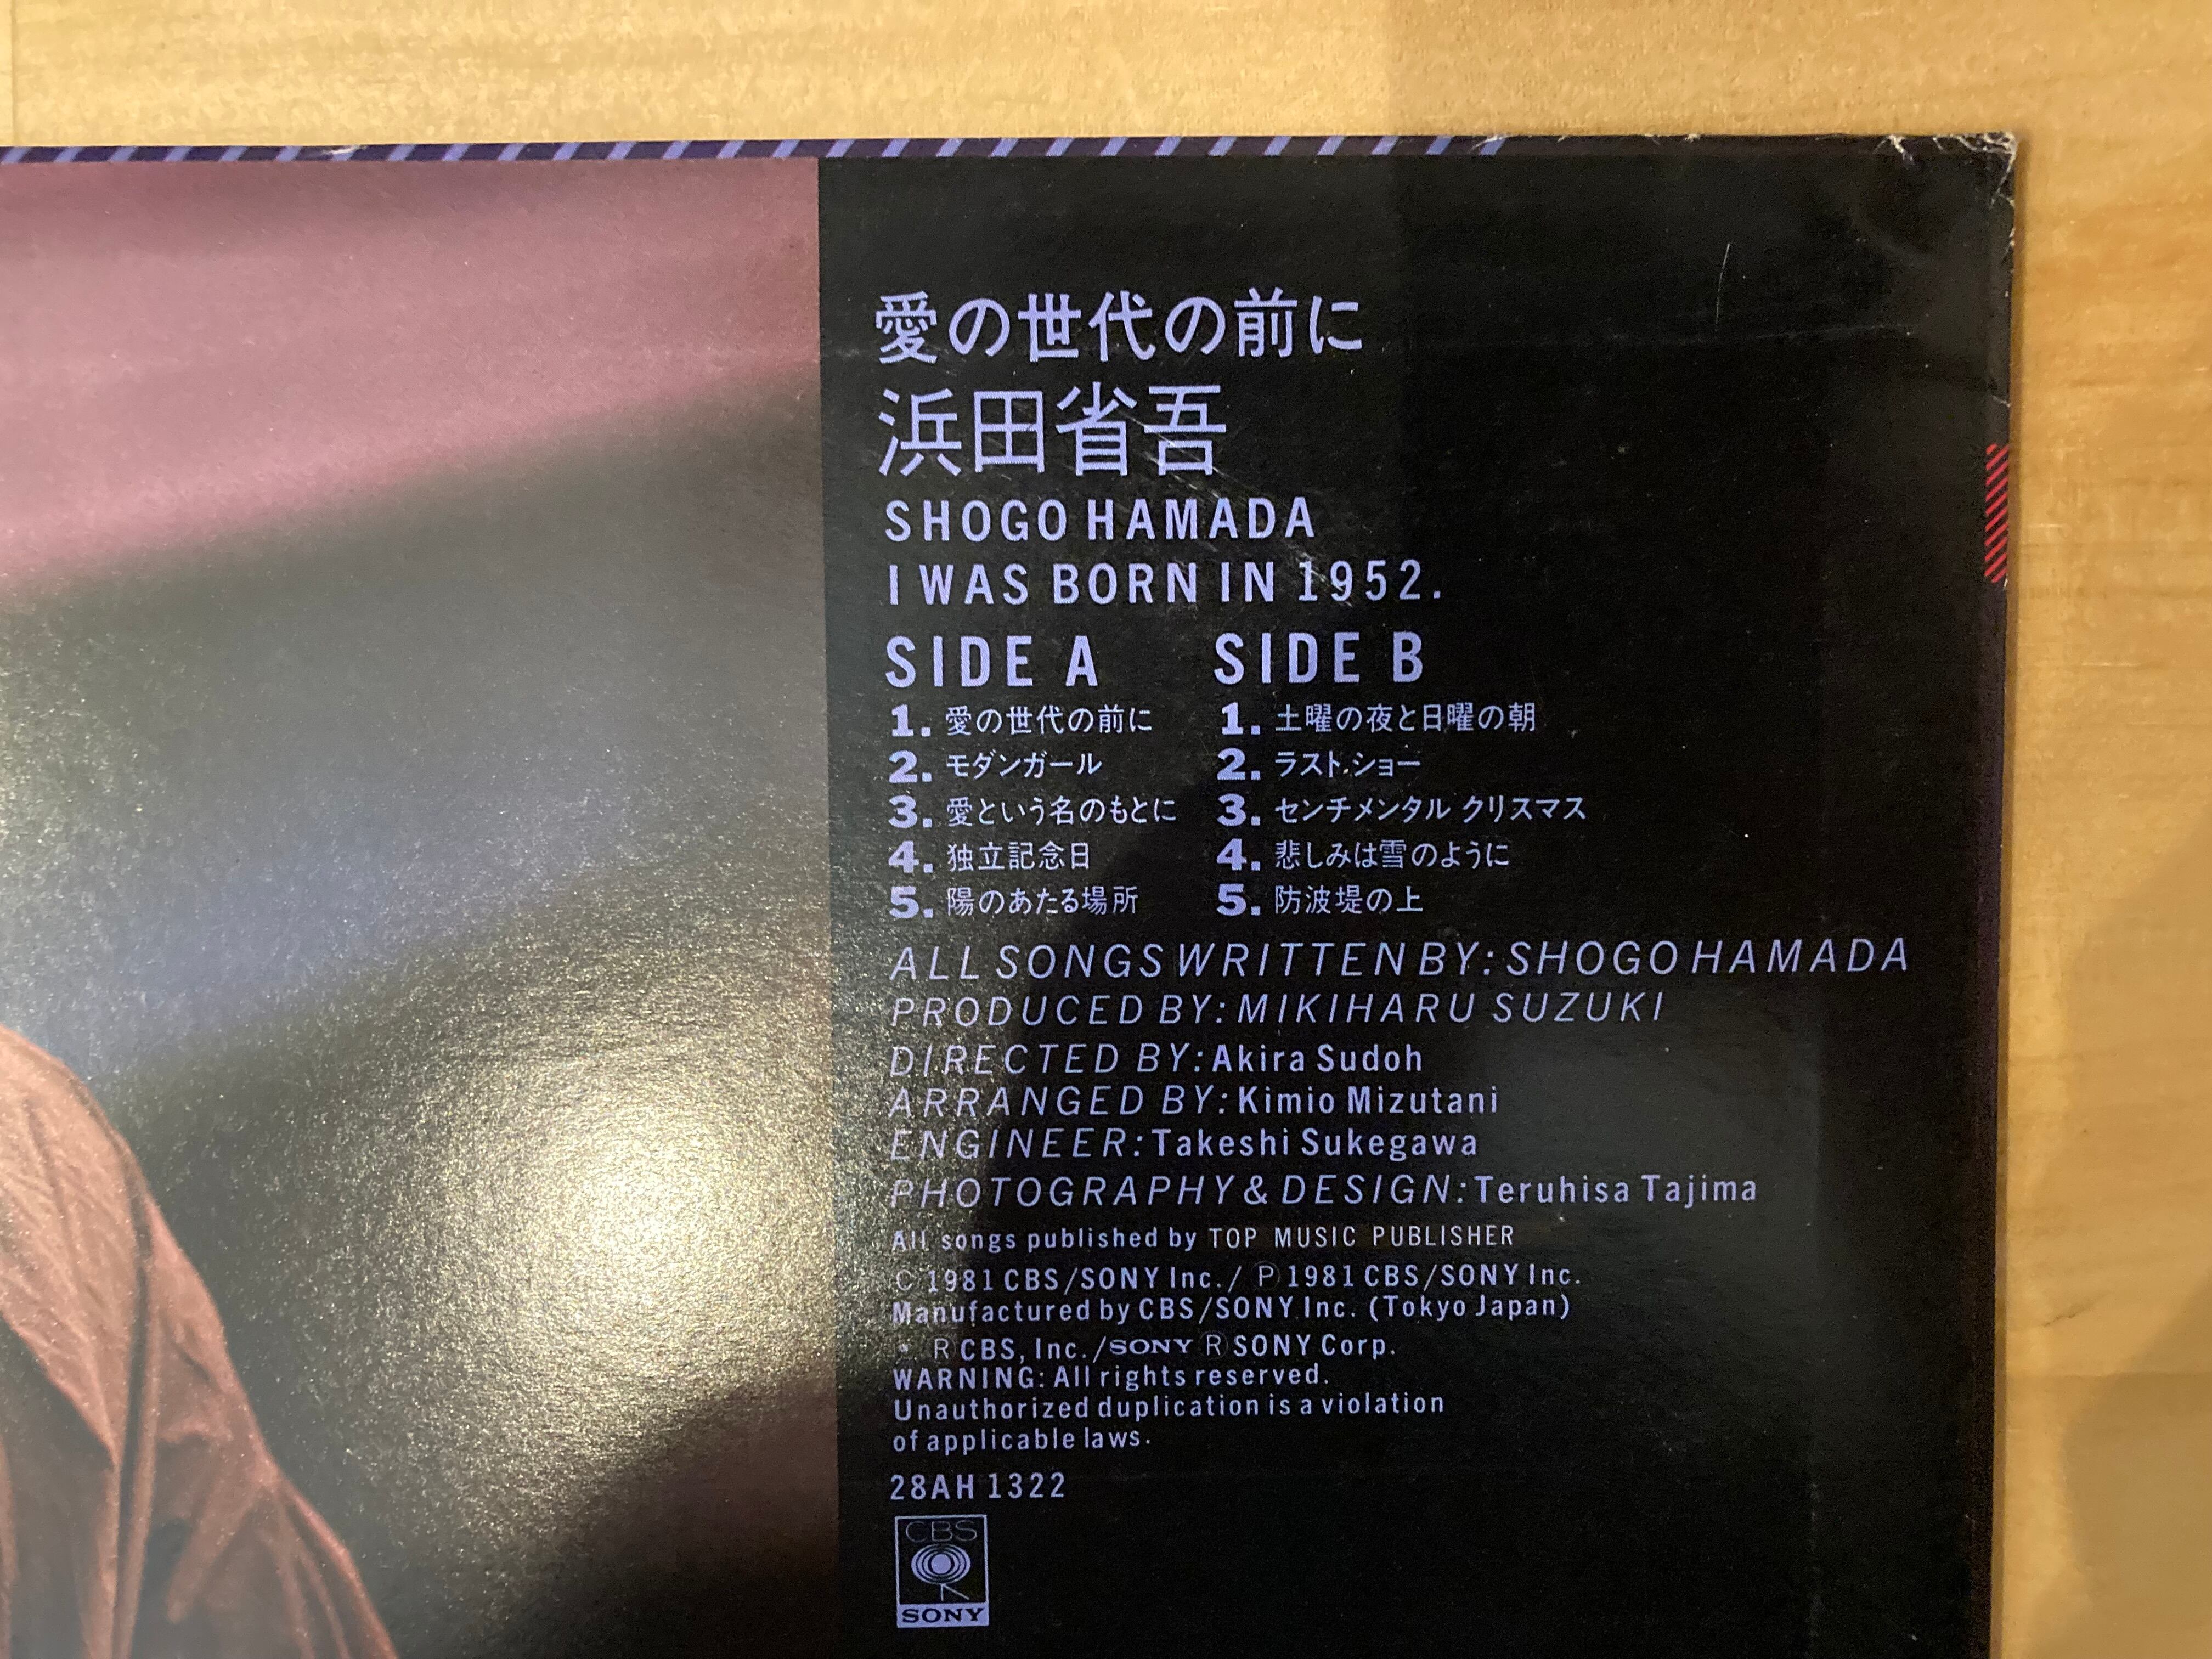 愛の世代の前に
浜田省吾
SHOGO HAMADA
I WAS BORN IN 1952.
SIDE A
1. 愛の世代の前に
2. モダンガール
3. 愛という名のもとに
4. 独立記念日
5. 陽のあたる場所
SIDE B
1. 土曜の夜と日曜の朝
2. ラスト・ショー
3. センチメンタル クリスマス
4. 悲しみは雪のように
5. 防波堤の上
ALL SONGS WRITTEN BY: SHOGO HAMADA
PRODUCED BY: MIKIHARU SUZUKI
DIRECTED BY: Akira Sudoh
ARRANGED BY: Kimio Mizutani
ENGINEER: Takeshi Sukegawa
PHOTOGRAPHY & DESIGN: Teruhisa Tajima
All songs published by TOP MUSIC PUBLISHER
Ⓒ 1981 CBS/SONY Inc. / Ⓟ 1981 CBS/SONY Inc.
Manufactured by CBS/SONY Inc. (Tokyo Japan)
Ⓡ CBS, Inc./SONY Ⓡ SONY Corp.
WARNING: All rights reserved.
Unauthorized duplication is a violation
of applicable laws.
28AH 1322
CBS
SONY